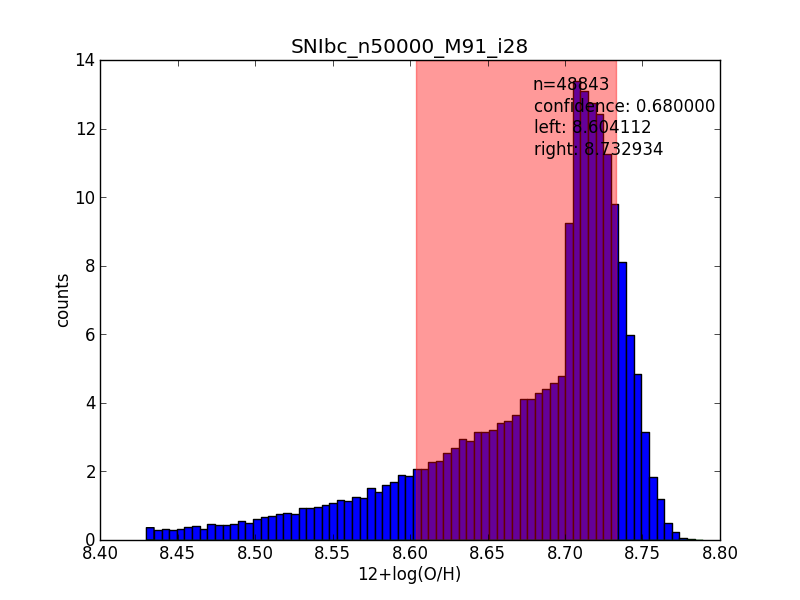 SNIbc_n50000_M91_i28
n=48843
confidence: 0.680000
left: 8.604112
right: 8.732934
counts
14
12
10
8
6
4
2
0
8.40 8.45 8.50 8.55 8.60 8.65 8.70 8.75 8.80
12+log(O/H)